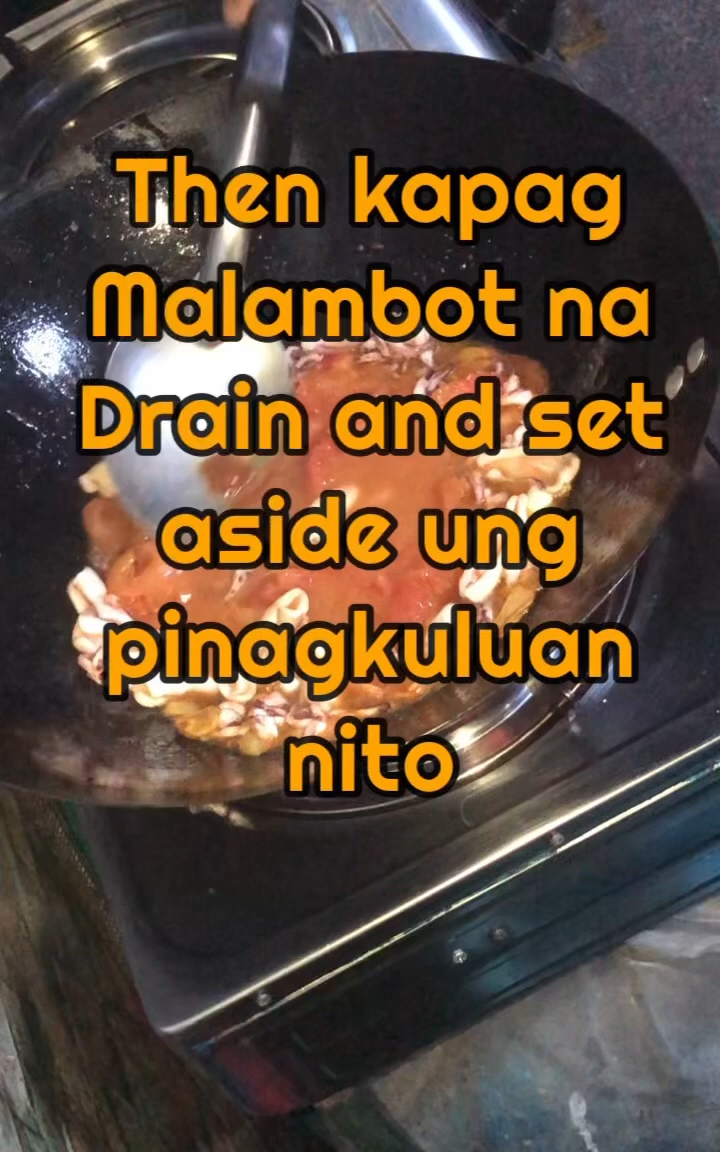 Then kapag
Malambot na
Drain and set
aside ung
pinagkuluan
nito